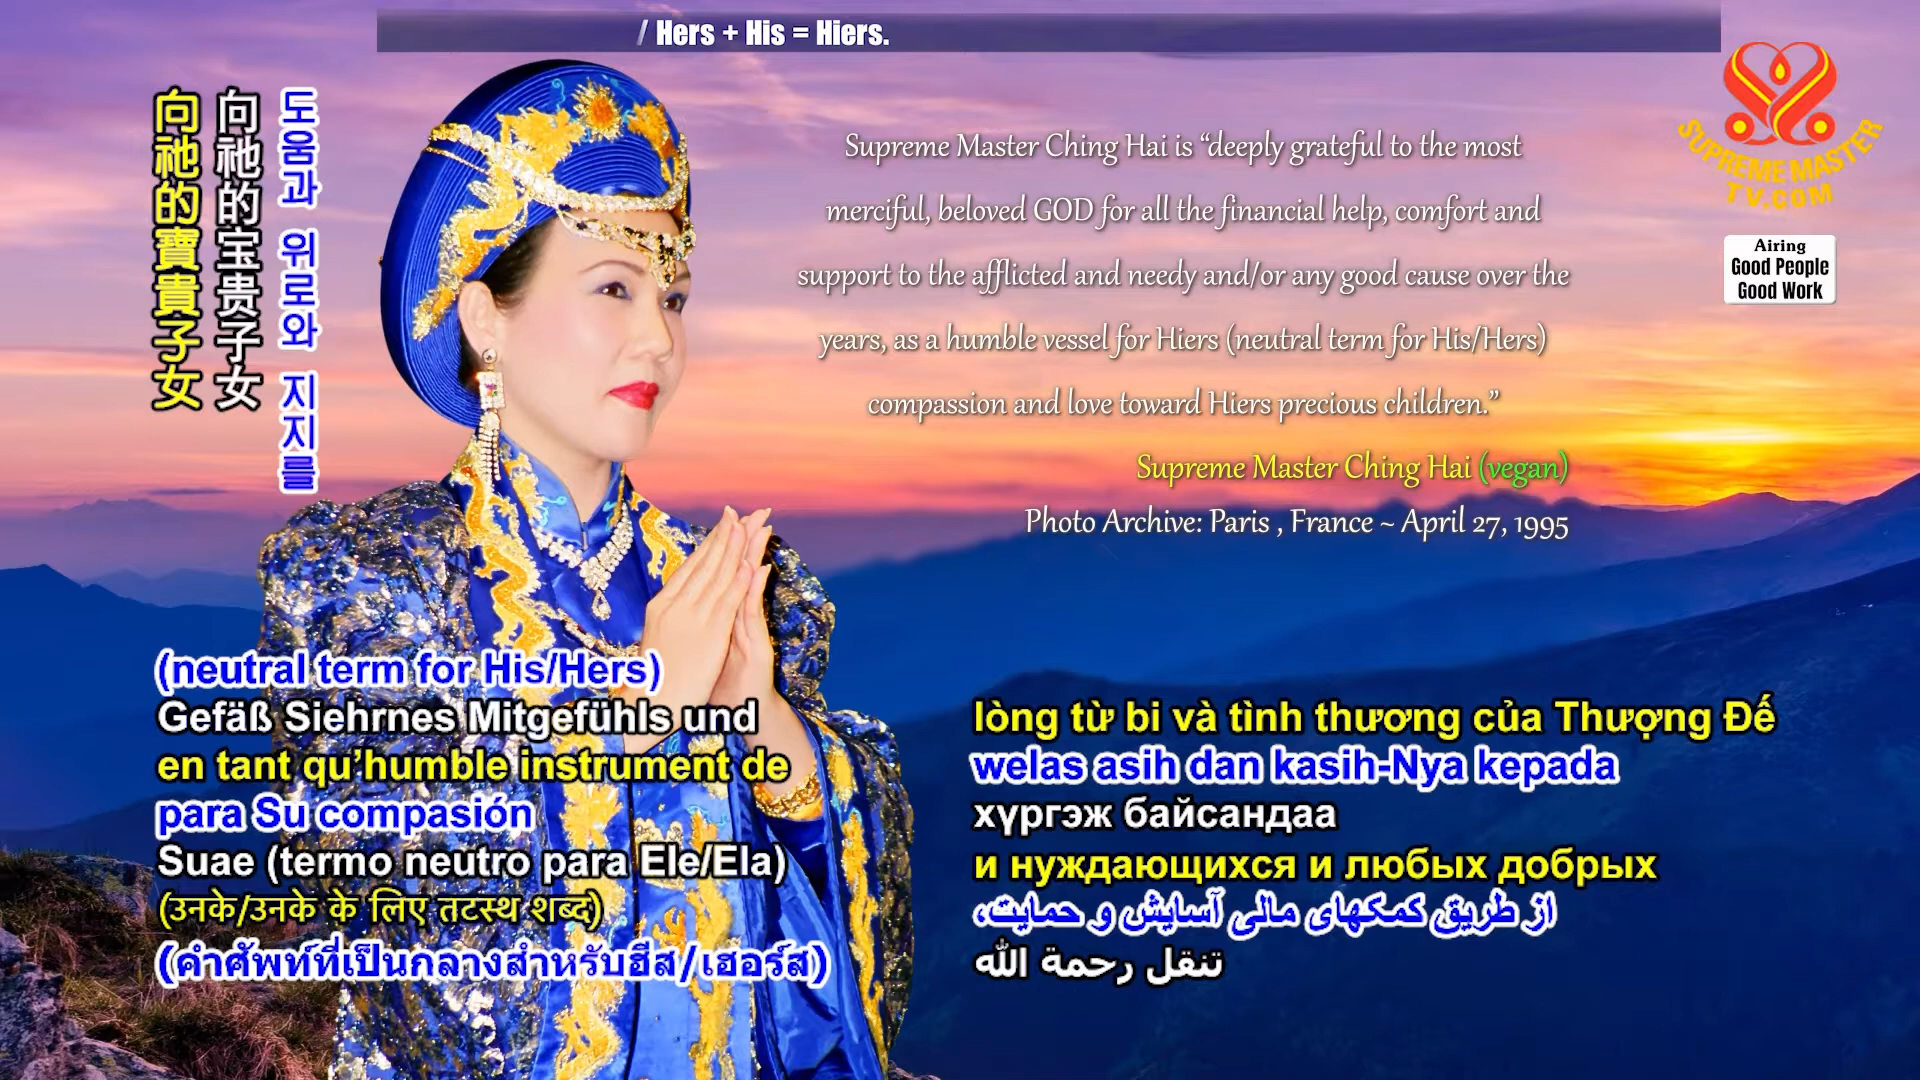 / Hers + His = Hiers.
SUPREME MASTER
TV.COM
Airing
Good People
Good Work
向祂的寶貴子女
向祂的宝贵子女
도움과 위로와 지지를
Supreme Master Ching Hai is “deeply grateful to the most
merciful, beloved GOD for all the financial help, comfort and
support to the afflicted and needy and/or any good cause over the
years, as a humble vessel for Hiers (neutral term for His/Hers)
compassion and love toward Hiers precious children.”
Supreme Master Ching Hai (vegan)
Photo Archive: Paris , France ~ April 27, 1995
(neutral term for His/Hers)
Gefäß Siehrnes Mitgefühls und
en tant qu’humble instrument de
para Su compasión
Suae (termo neutro para Ele/Ela)
(उनके/उनके के लिए तटस्थ शब्द)
(คำศัพท์ที่เป็นกลางสำหรับฮีส/เฮอร์ส)
lòng từ bi và tình thương của Thượng Đế
welas asih dan kasih-Nya kepada
хүргэж байсандаа
и нуждающихся и любых добрых
از طریق کمکهای مالی آسایش و حمایت،
تنقل رحمة الله